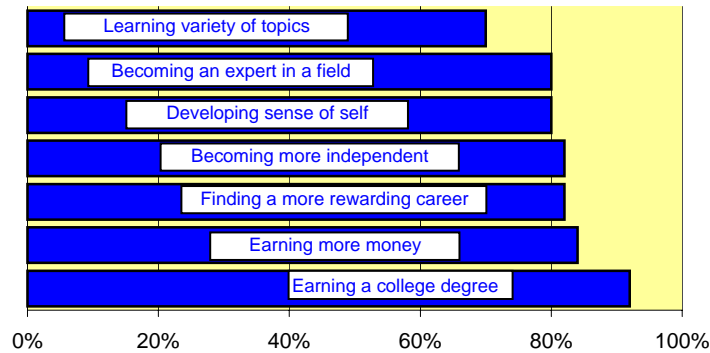 Learning variety of topics
Becoming an expert in a field
Developing sense of self
Becoming more independent
Finding a more rewarding career
Earning more money
Earning a college degree
0% 20% 40% 60% 80% 100%